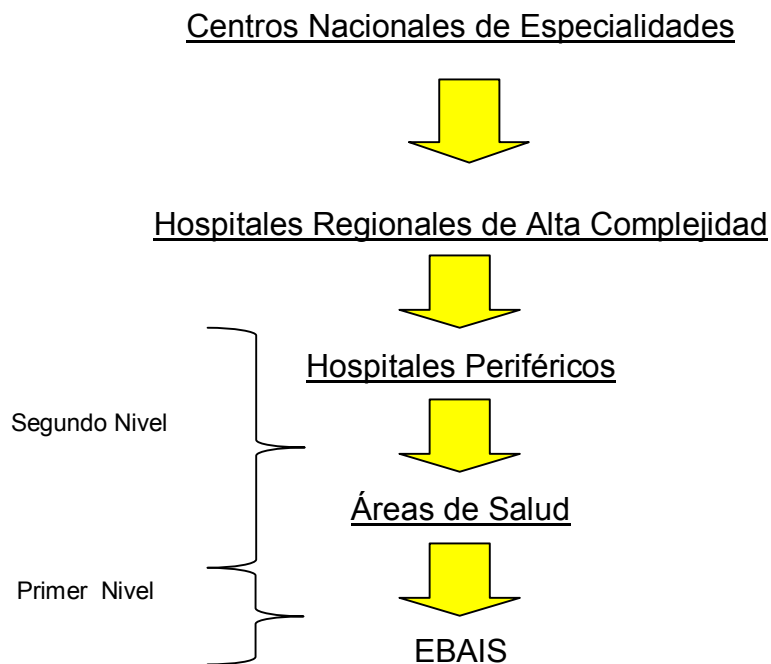 Centros Nacionales de Especialidades
Hospitales Regionales de Alta Complejidad
Hospitales Periféricos
Segundo Nivel
Áreas de Salud
Primer Nivel
EBAIS